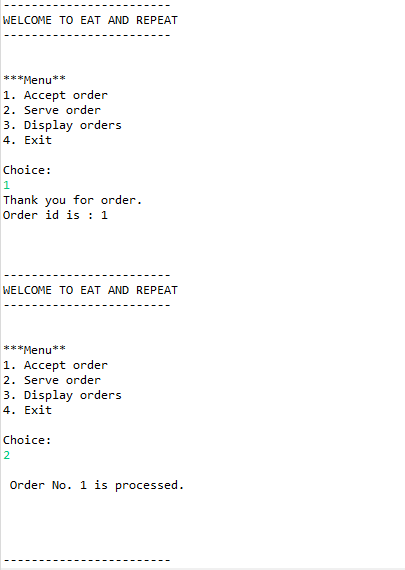 ------------------------
WELCOME TO EAT AND REPEAT
------------------------
***Menu**
1. Accept order
2. Serve order
3. Display orders
4. Exit
Choice:
1
Thank you for order.
Order id is : 1
------------------------
WELCOME TO EAT AND REPEAT
------------------------
***Menu**
1. Accept order
2. Serve order
3. Display orders
4. Exit
Choice:
2
Order No. 1 is processed.
------------------------